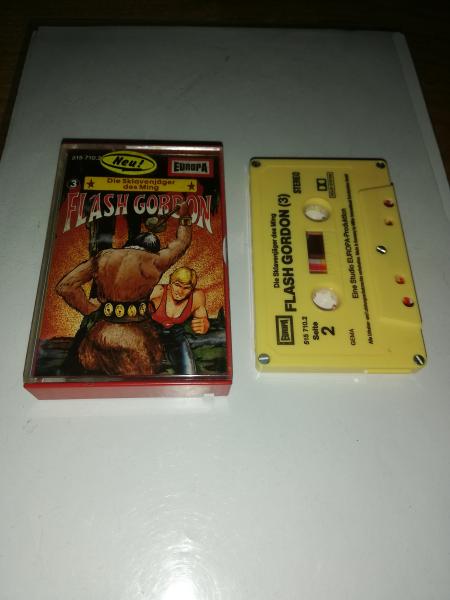 515 710.2
Neu!
EUROPA
3
Die Sklavenjäger
des Ming
FLASH GORDON
EUROPA
515 710.2
Seite
2
Die Sklavenjäger des Ming
FLASH GORDON (3)
STEREO
GEMA
Eine Studio EUROPA-Produktion